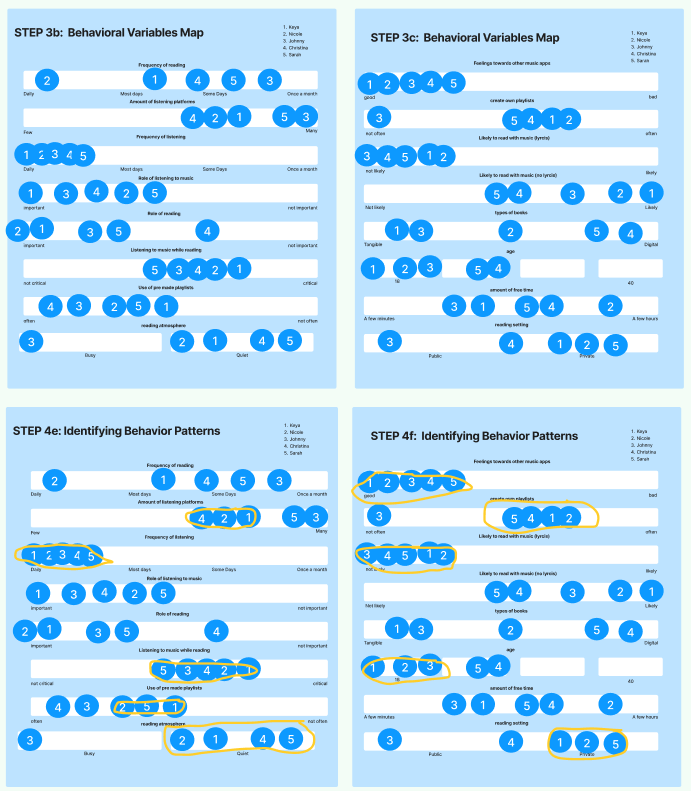 STEP 3b: Behavioral Variables Map
1. Keya
2. Nicole
3. Johnny
4. Christina
5. Sarah
Frequency of reading
2 1 4 5 3
Daily Most days Some Days Once a month
Amount of listening platforms
4 2 1 5 3
Few Many
Frequency of listening
1 2 3 4 5
Daily Most days Some Days Once a month
Role of listening to music
1 3 4 2 5
important not important
Role of reading
2 1 3 5 4
important not important
Listening to music while reading
5 3 4 2 1
not critical critical
Use of pre made playlists
4 3 2 5 1
often not often
reading atmosphere
3 2 1 4 5
Busy Quiet
STEP 3c: Behavioral Variables Map
1. Keya
2. Nicole
3. Johnny
4. Christina
5. Sarah
Feelings towards other music apps
1 2 3 4 5
good bad
create own playlists
3 5 4 1 2
not often often
Likely to read with music (lyrcis)
3 4 5 1 2
not likely likely
Likely to read with music (no lyrcis)
5 4 3 2 1
Not likely Likely
types of books
1 3 2 5 4
Tangible Digital
age
1 2 3 5 4
16 40
amount of free time
3 1 5 4 2
A few minutes A few hours
reading setting
3 4 1 2 5
Public Private
STEP 4e: Identifying Behavior Patterns
1. Keya
2. Nicole
3. Johnny
4. Christina
5. Sarah
Frequency of reading
2 1 4 5 3
Daily Most days Some Days Once a month
Amount of listening platforms
4 2 1 5 3
Few Many
Frequency of listening
1 2 3 4 5
Daily Most days Some Days Once a month
Role of listening to music
1 3 4 2 5
important not important
Role of reading
2 1 3 5 4
important not important
Listening to music while reading
5 3 4 2 1
not critical critical
Use of pre made playlists
4 3 2 5 1
often not often
reading atmosphere
3 2 1 4 5
Busy Quiet
STEP 4f: Identifying Behavior Patterns
1. Keya
2. Nicole
3. Johnny
4. Christina
5. Sarah
Feelings towards other music apps
1 2 3 4 5
good bad
create own playlists
3 5 4 1 2
not often often
Likely to read with music (lyrcis)
3 4 5 1 2
not likely likely
Likely to read with music (no lyrcis)
5 4 3 2 1
Not likely Likely
types of books
1 3 2 5 4
Tangible Digital
age
1 2 3 5 4
16 40
amount of free time
3 1 5 4 2
A few minutes A few hours
reading setting
3 4 1 2 5
Public Private